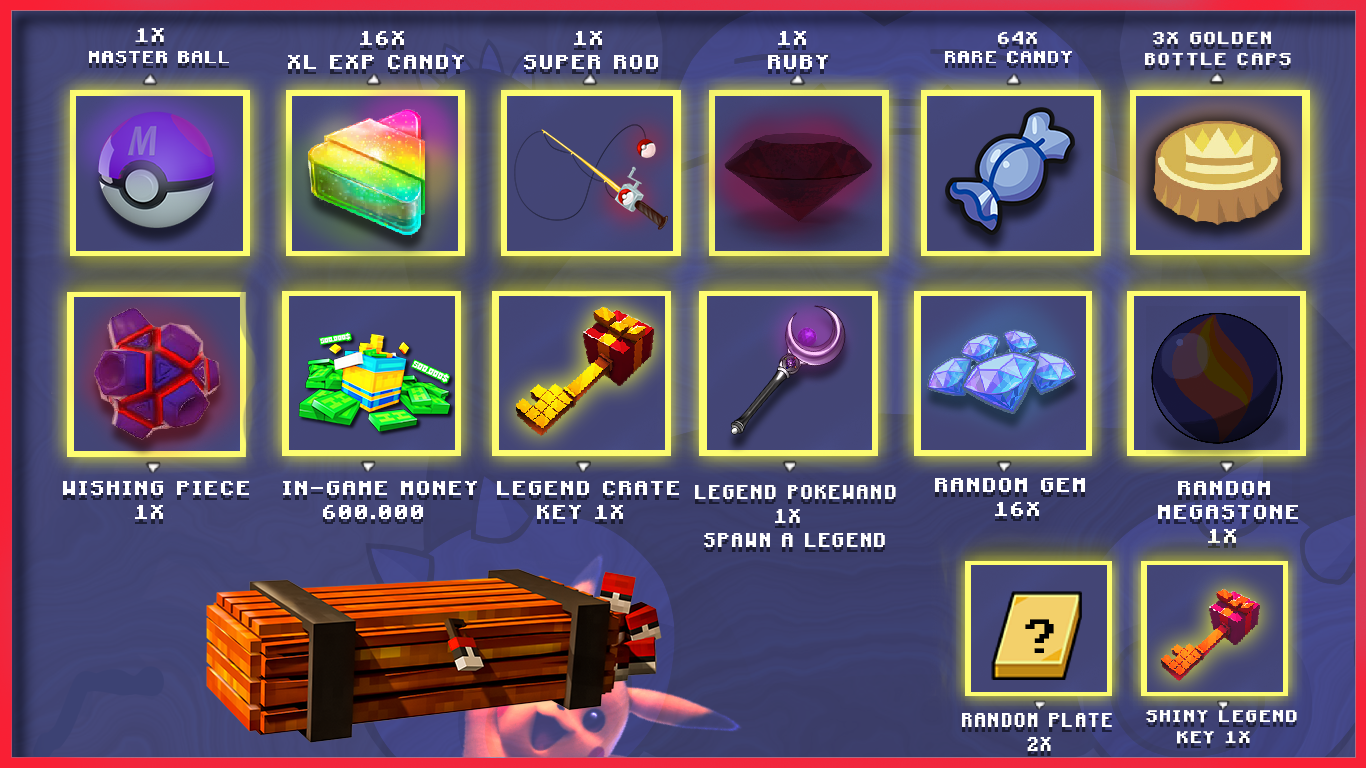 1X
MASTER BALL
16X
XL EXP CANDY
1X
SUPER ROD
1X
RUBY
64X
RARE CANDY
3X GOLDEN
BOTTLE CAPS
M
WISHING PIECE
1X
500.000$
IN-GAME MONEY
600.000
LEGEND CRATE
KEY 1X
LEGEND POKEWAND
1X
SPAWN A LEGEND
RANDOM GEM
16X
RANDOM
MEGASTONE
1X
?
RANDOM PLATE
2X
SHINY LEGEND
KEY 1X